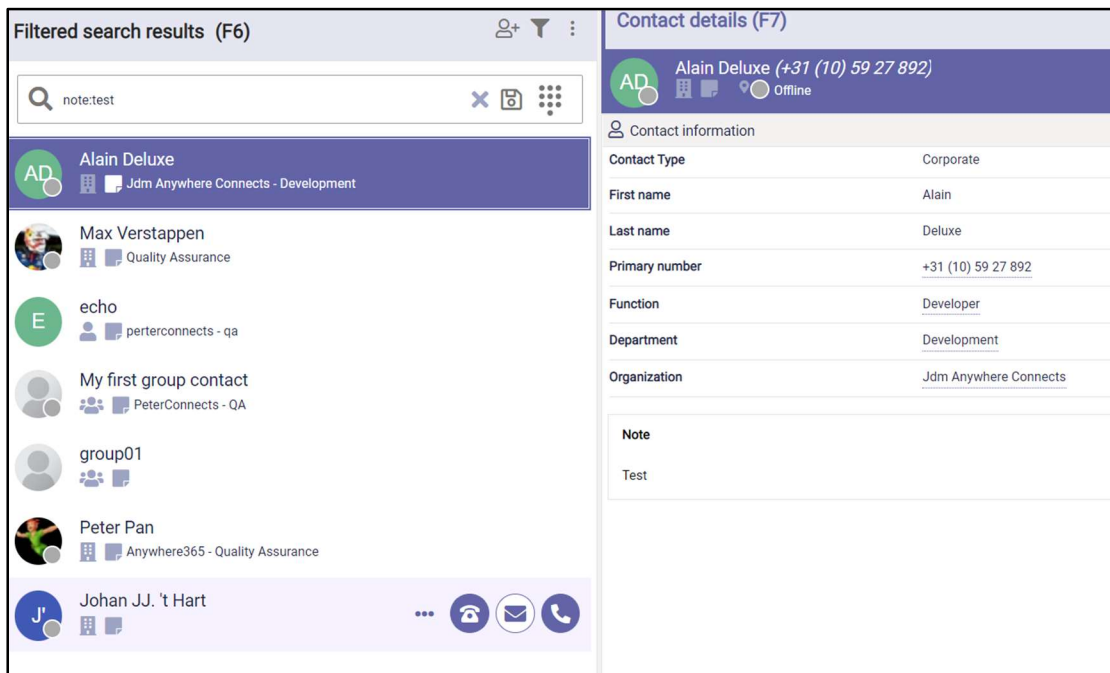 Filtered search results (F6)
note:test
AD
Alain Deluxe
Jdm Anywhere Connects - Development
Max Verstappen
Quality Assurance
E
echo
perterconnects - qa
My first group contact
PeterConnects - QA
group01
Peter Pan
Anywhere365 - Quality Assurance
J'
Johan JJ. 't Hart
Contact details (F7)
AD
Alain Deluxe (+31 (10) 59 27 892)
Offline
Contact information
Contact Type Corporate
First name Alain
Last name Deluxe
Primary number +31 (10) 59 27 892
Function Developer
Department Development
Organization Jdm Anywhere Connects
Note
Test